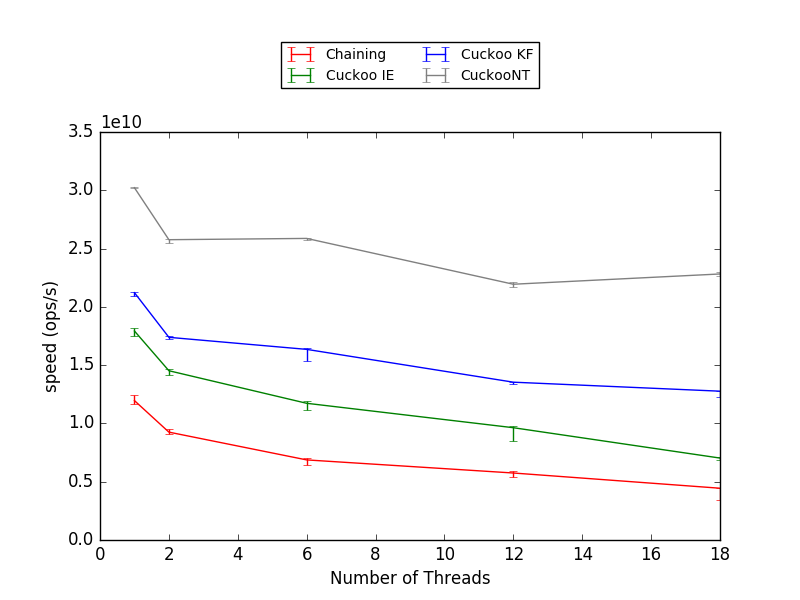 Chaining Cuckoo KF
Cuckoo IE CuckooNT
1e10
3.5
3.0
2.5
2.0
1.5
1.0
0.5
0.0
speed (ops/s)
0 2 4 6 8 10 12 14 16 18
Number of Threads